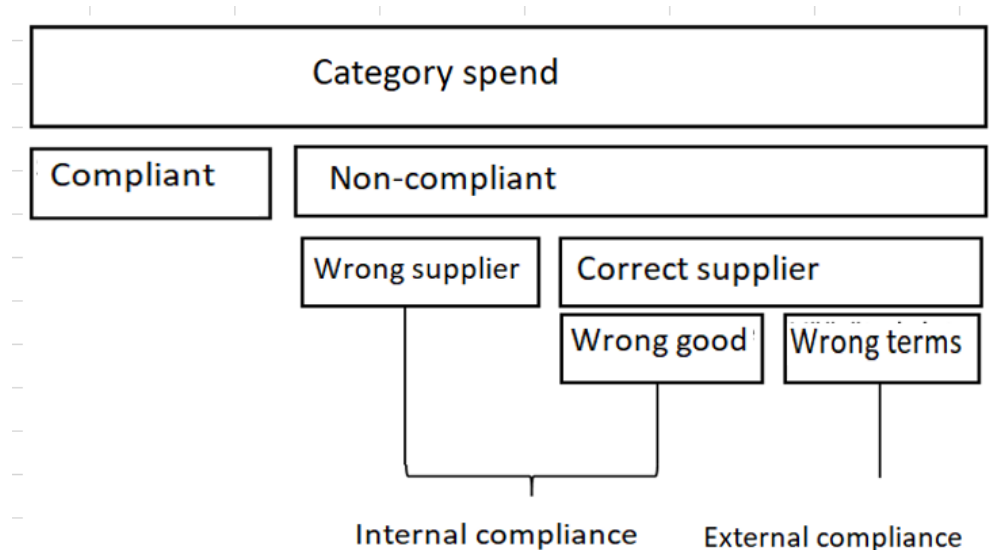 Category spend
Compliant
Non-compliant
Wrong supplier
Correct supplier
Wrong good
Wrong terms
Internal compliance
External compliance